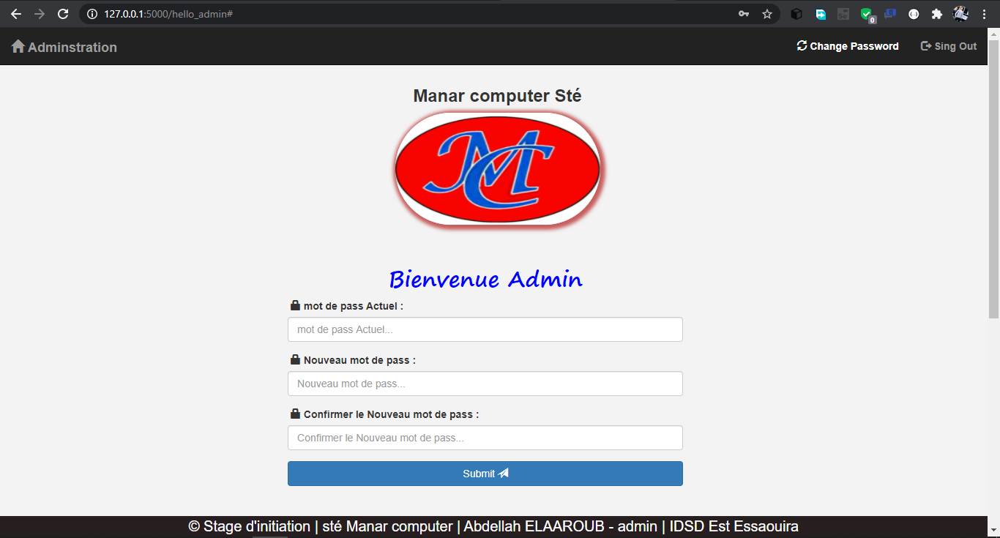 127.0.0.1:5000/hello_admin#
0
Adminstration
Change Password
Sing Out
Manar computer Sté
MC
Bienvenue Admin
mot de pass Actuel :
mot de pass Actuel...
Nouveau mot de pass :
Nouveau mot de pass...
Confirmer le Nouveau mot de pass :
Confirmer le Nouveau mot de pass...
Submit
© Stage d'initiation | sté Manar computer | Abdellah ELAAROUB - admin | IDSD Est Essaouira